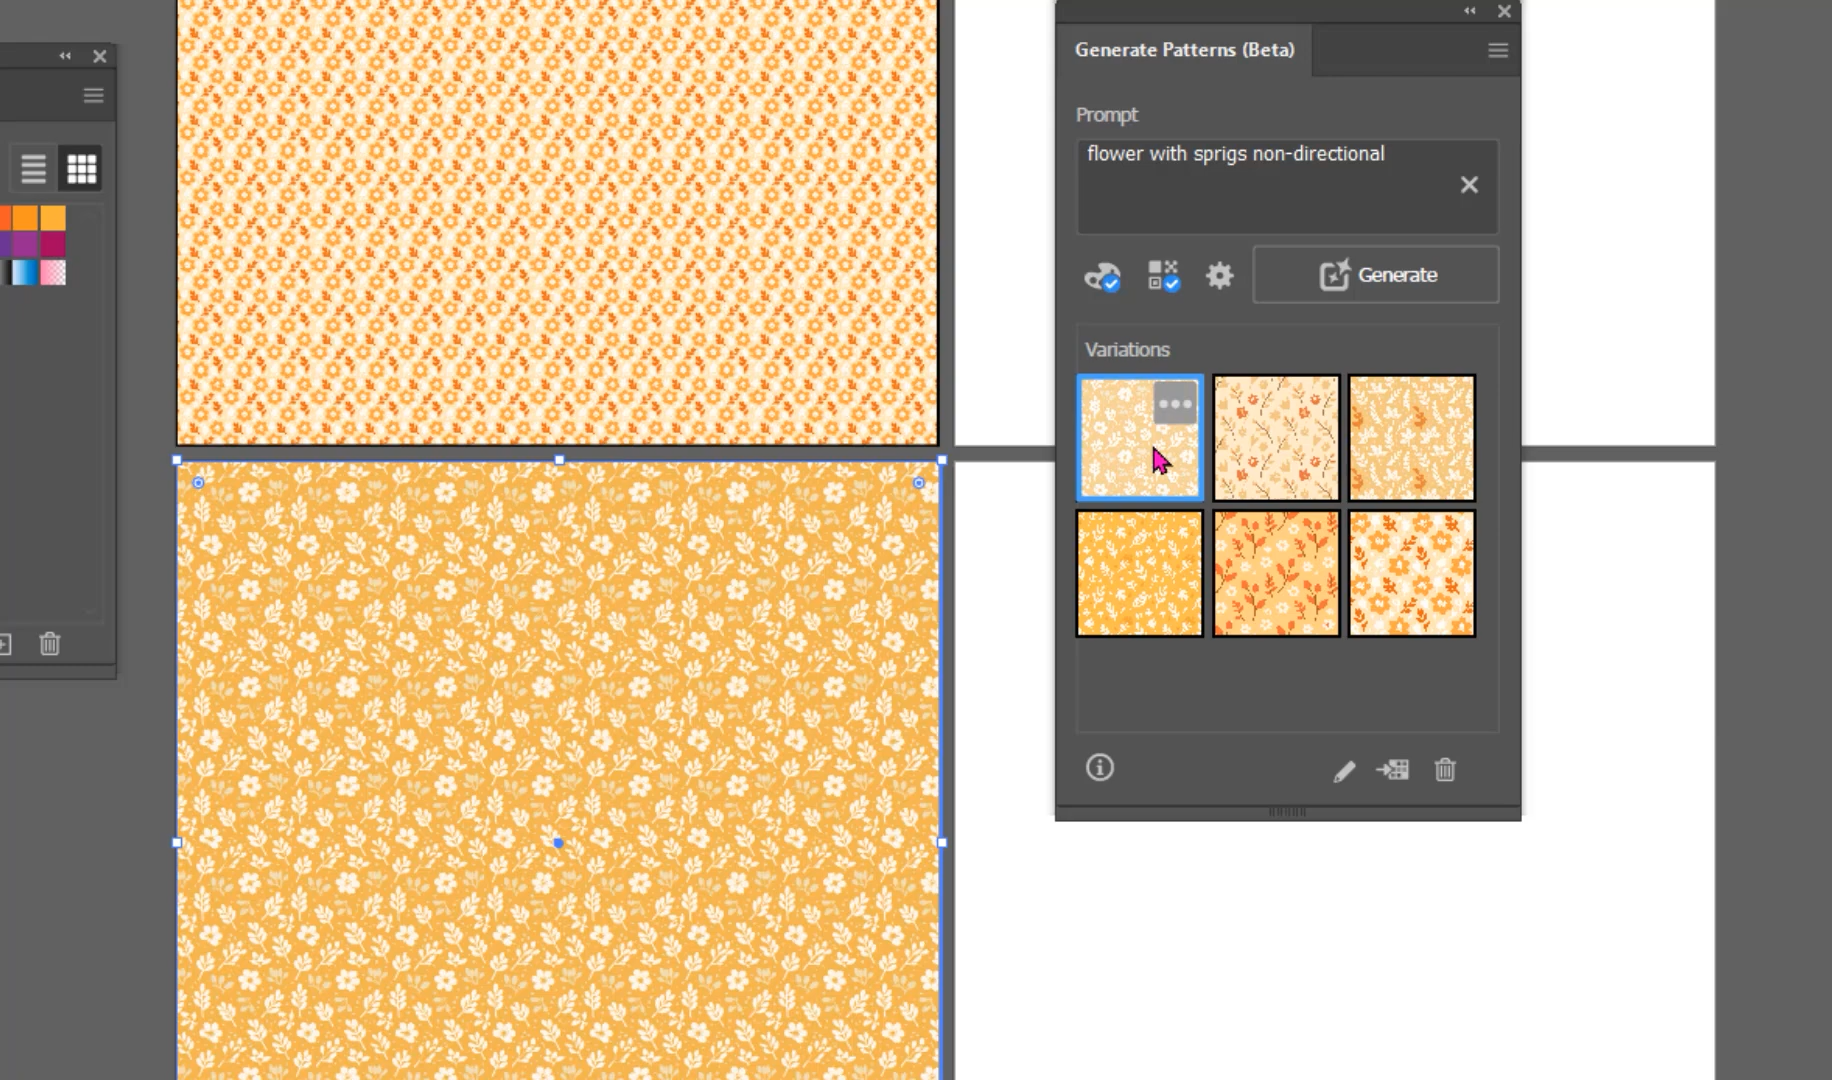 Generate Patterns (Beta)
Prompt
flower with sprigs non-directional
Generate
Variations